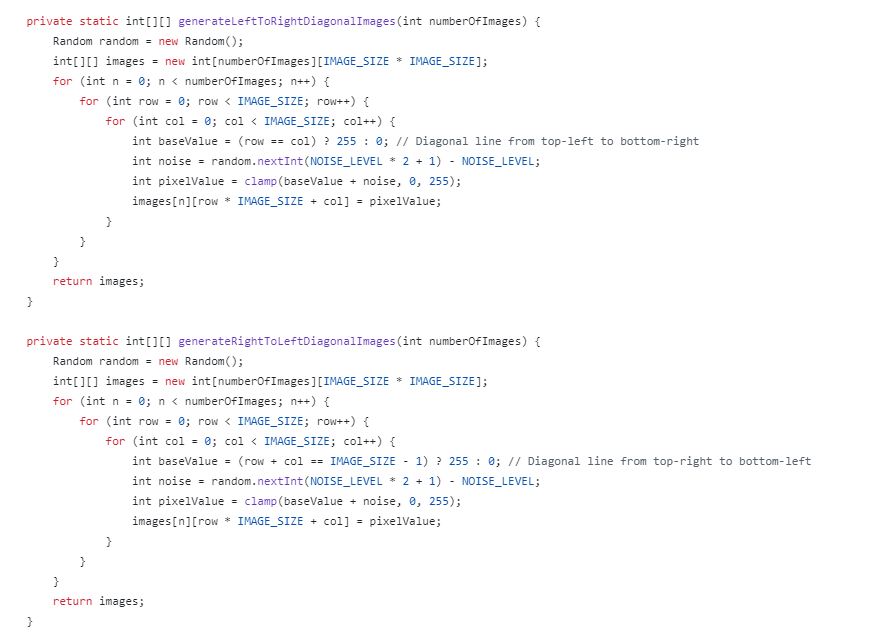 private static int[][] generateLeftToRightDiagonalImages(int numberOfImages) {
    Random random = new Random();
    int[][] images = new int[numberOfImages][IMAGE_SIZE * IMAGE_SIZE];
    for (int n = 0; n < numberOfImages; n++) {
        for (int row = 0; row < IMAGE_SIZE; row++) {
            for (int col = 0; col < IMAGE_SIZE; col++) {
                int baseValue = (row == col) ? 255 : 0; // Diagonal line from top-left to bottom-right
                int noise = random.nextInt(NOISE_LEVEL * 2 + 1) - NOISE_LEVEL;
                int pixelValue = clamp(baseValue + noise, 0, 255);
                images[n][row * IMAGE_SIZE + col] = pixelValue;
            }
        }
    }
    return images;
}

private static int[][] generateRightToLeftDiagonalImages(int numberOfImages) {
    Random random = new Random();
    int[][] images = new int[numberOfImages][IMAGE_SIZE * IMAGE_SIZE];
    for (int n = 0; n < numberOfImages; n++) {
        for (int row = 0; row < IMAGE_SIZE; row++) {
            for (int col = 0; col < IMAGE_SIZE; col++) {
                int baseValue = (row + col == IMAGE_SIZE - 1) ? 255 : 0; // Diagonal line from top-right to bottom-left
                int noise = random.nextInt(NOISE_LEVEL * 2 + 1) - NOISE_LEVEL;
                int pixelValue = clamp(baseValue + noise, 0, 255);
                images[n][row * IMAGE_SIZE + col] = pixelValue;
            }
        }
    }
    return images;
}